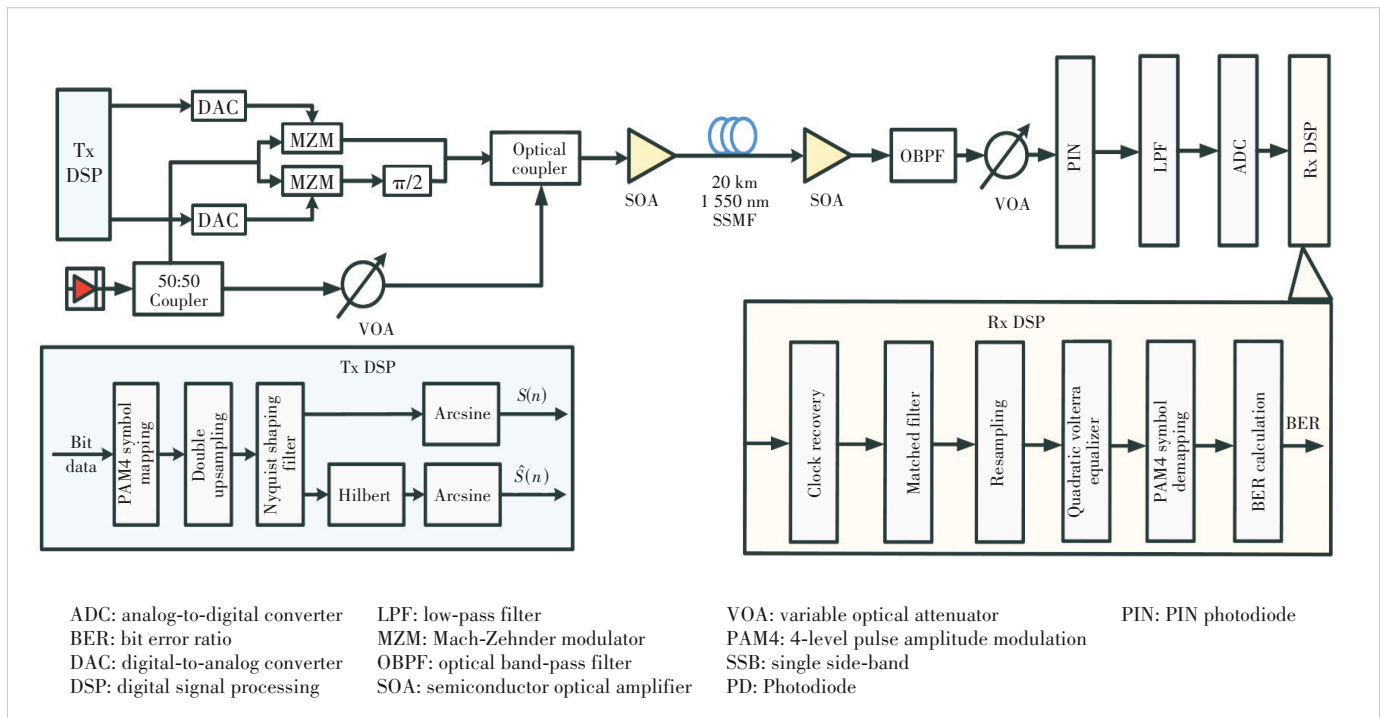 Tx
DSP
DAC
MZM
MZM
π/2
DAC
50:50
Coupler
VOA
Optical
coupler
SOA
20 km
1 550 nm
SSMF
SOA
OBPF
VOA
PIN
LPF
ADC
Rx DSP
Tx DSP
Bit
data
PAM4 symbol
mapping
Double
upsampling
Nyquist shaping
filter
Arcsine
S(n)
Hilbert
Arcsine
Ŝ(n)
Rx DSP
Clock recovery
Matched filter
Resampling
Quadratic volterra
equalizer
PAM4 symbol
demapping
BER calculation
BER
ADC: analog-to-digital converter
BER: bit error ratio
DAC: digital-to-analog converter
DSP: digital signal processing
LPF: low-pass filter
MZM: Mach-Zehnder modulator
OBPF: optical band-pass filter
SOA: semiconductor optical amplifier
VOA: variable optical attenuator
PAM4: 4-level pulse amplitude modulation
SSB: single side-band
PD: Photodiode
PIN: PIN photodiode